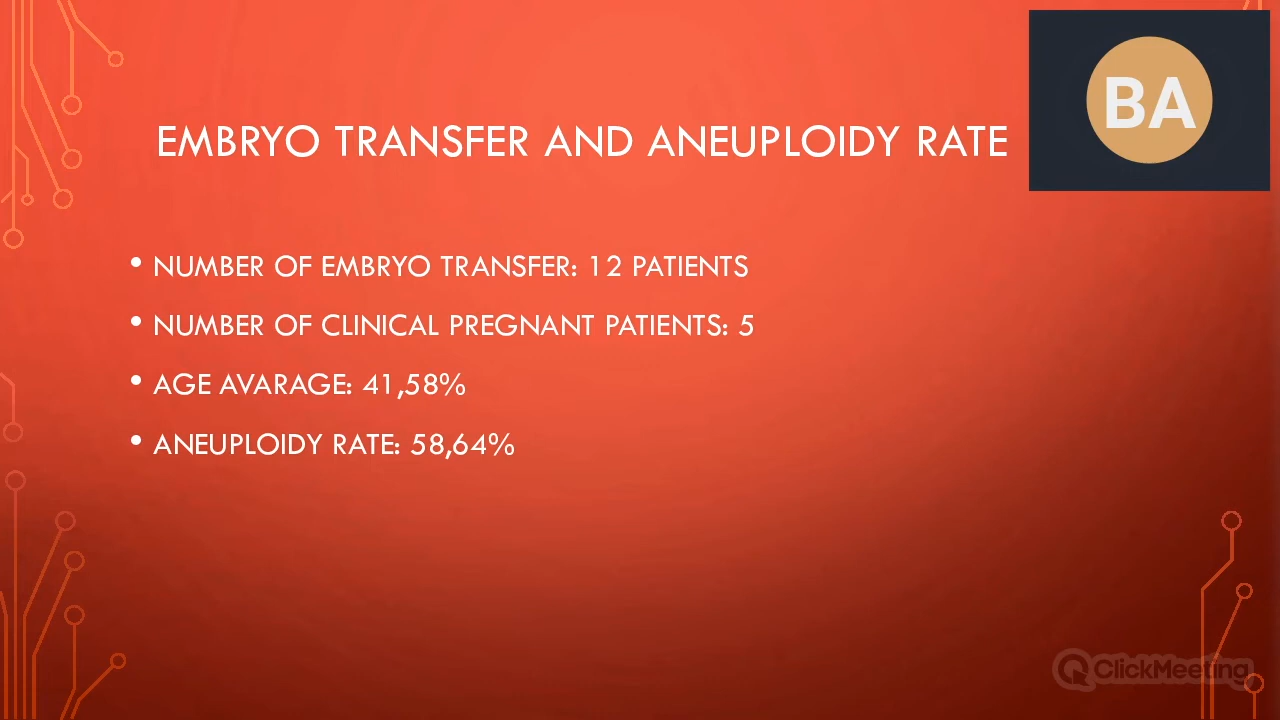 BA
EMBRYO TRANSFER AND ANEUPLOIDY RATE
• NUMBER OF EMBRYO TRANSFER: 12 PATIENTS
• NUMBER OF CLINICAL PREGNANT PATIENTS: 5
• AGE AVARAGE: 41,58%
• ANEUPLOIDY RATE: 58,64%
ClickMeeting